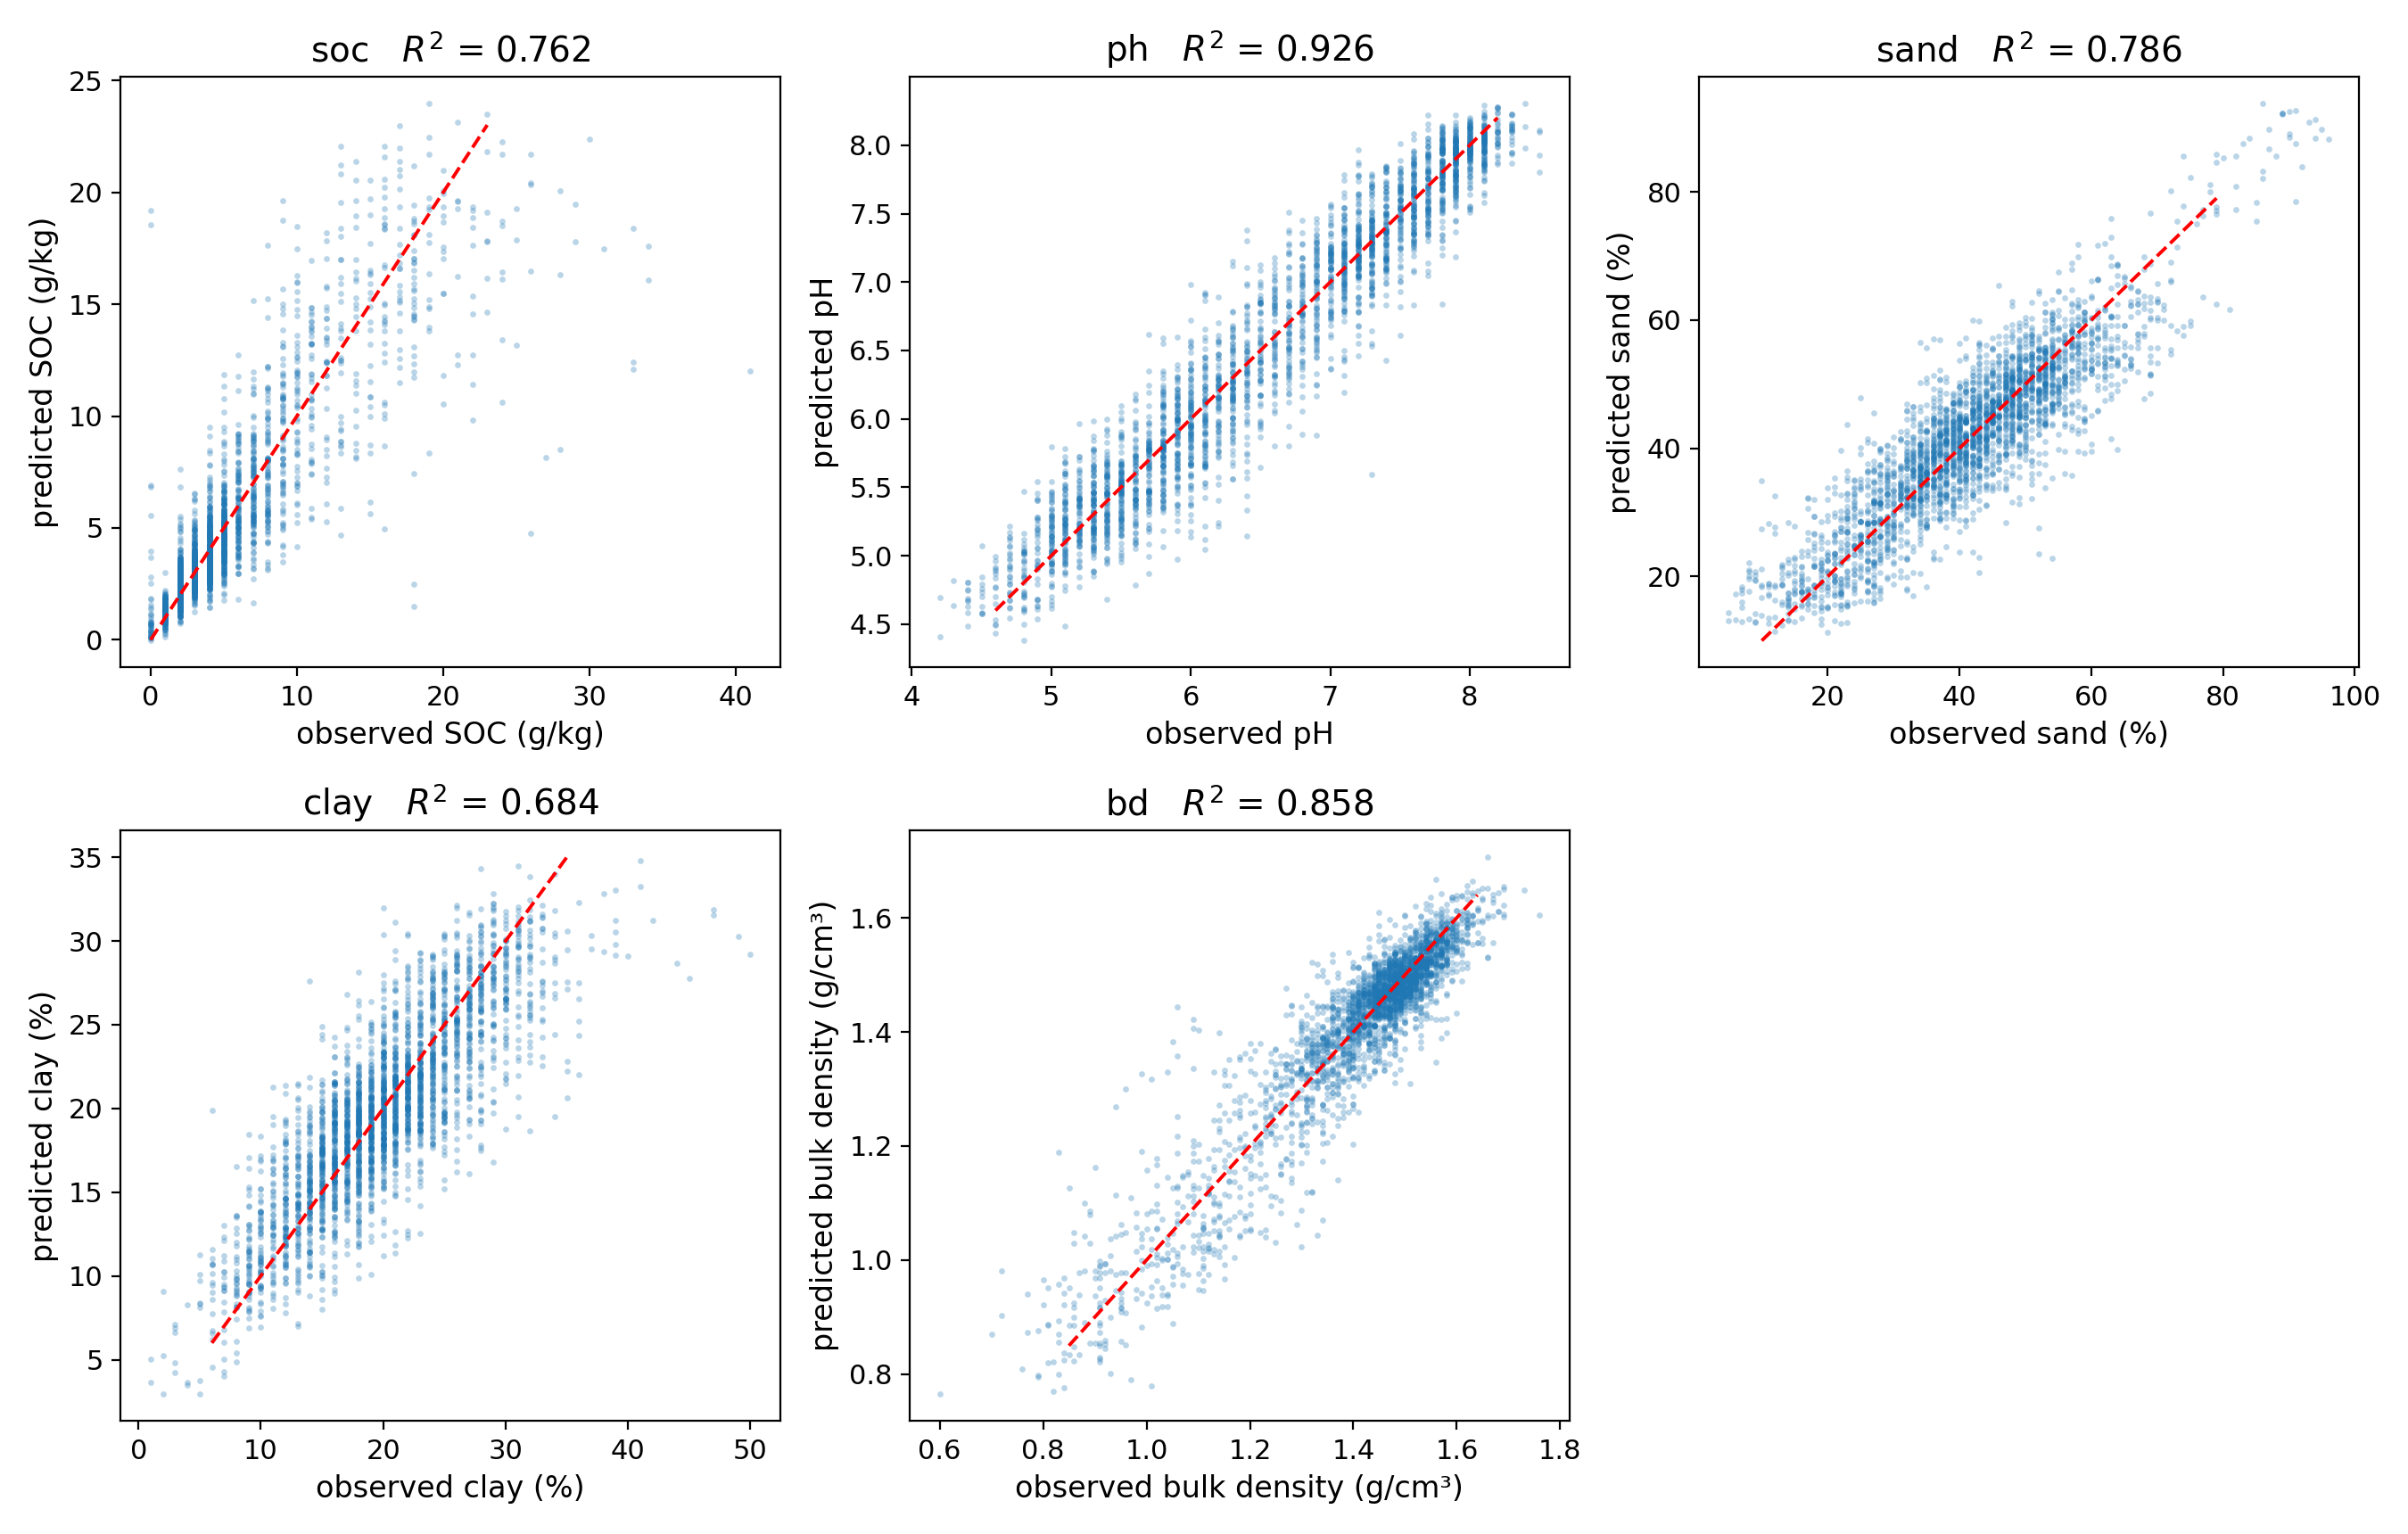 soc R² = 0.762
25
20
15
10
5
0
predicted SOC (g/kg)
0 10 20 30 40
observed SOC (g/kg)
ph R² = 0.926
8.0
7.5
7.0
6.5
6.0
5.5
5.0
4.5
predicted pH
4 5 6 7 8
observed pH
sand R² = 0.786
80
60
40
20
predicted sand (%)
20 40 60 80 100
observed sand (%)
clay R² = 0.684
35
30
25
20
15
10
5
predicted clay (%)
0 10 20 30 40 50
observed clay (%)
bd R² = 0.858
1.6
1.4
1.2
1.0
0.8
predicted bulk density (g/cm³)
0.6 0.8 1.0 1.2 1.4 1.6 1.8
observed bulk density (g/cm³)